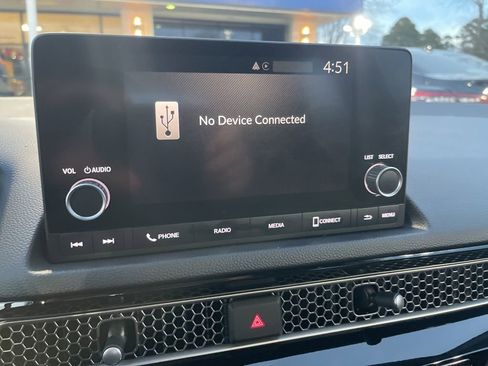 4:51
No Device Connected
VOL AUDIO
LIST SELECT
PHONE RADIO MEDIA CONNECT MENU